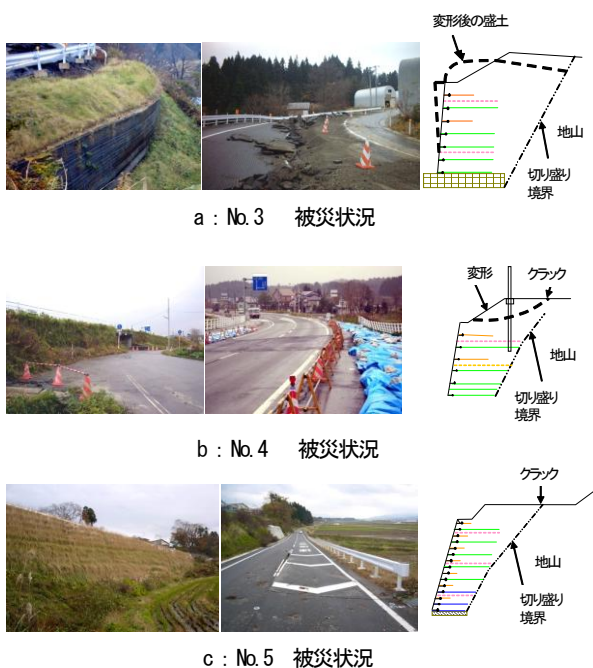 変形後の盛土
地山
切り盛り
境界
a：No.3　被災状況
変形
クラック
地山
切り盛り
境界
b：No.4　被災状況
クラック
地山
切り盛り
境界
c：No.5　被災状況